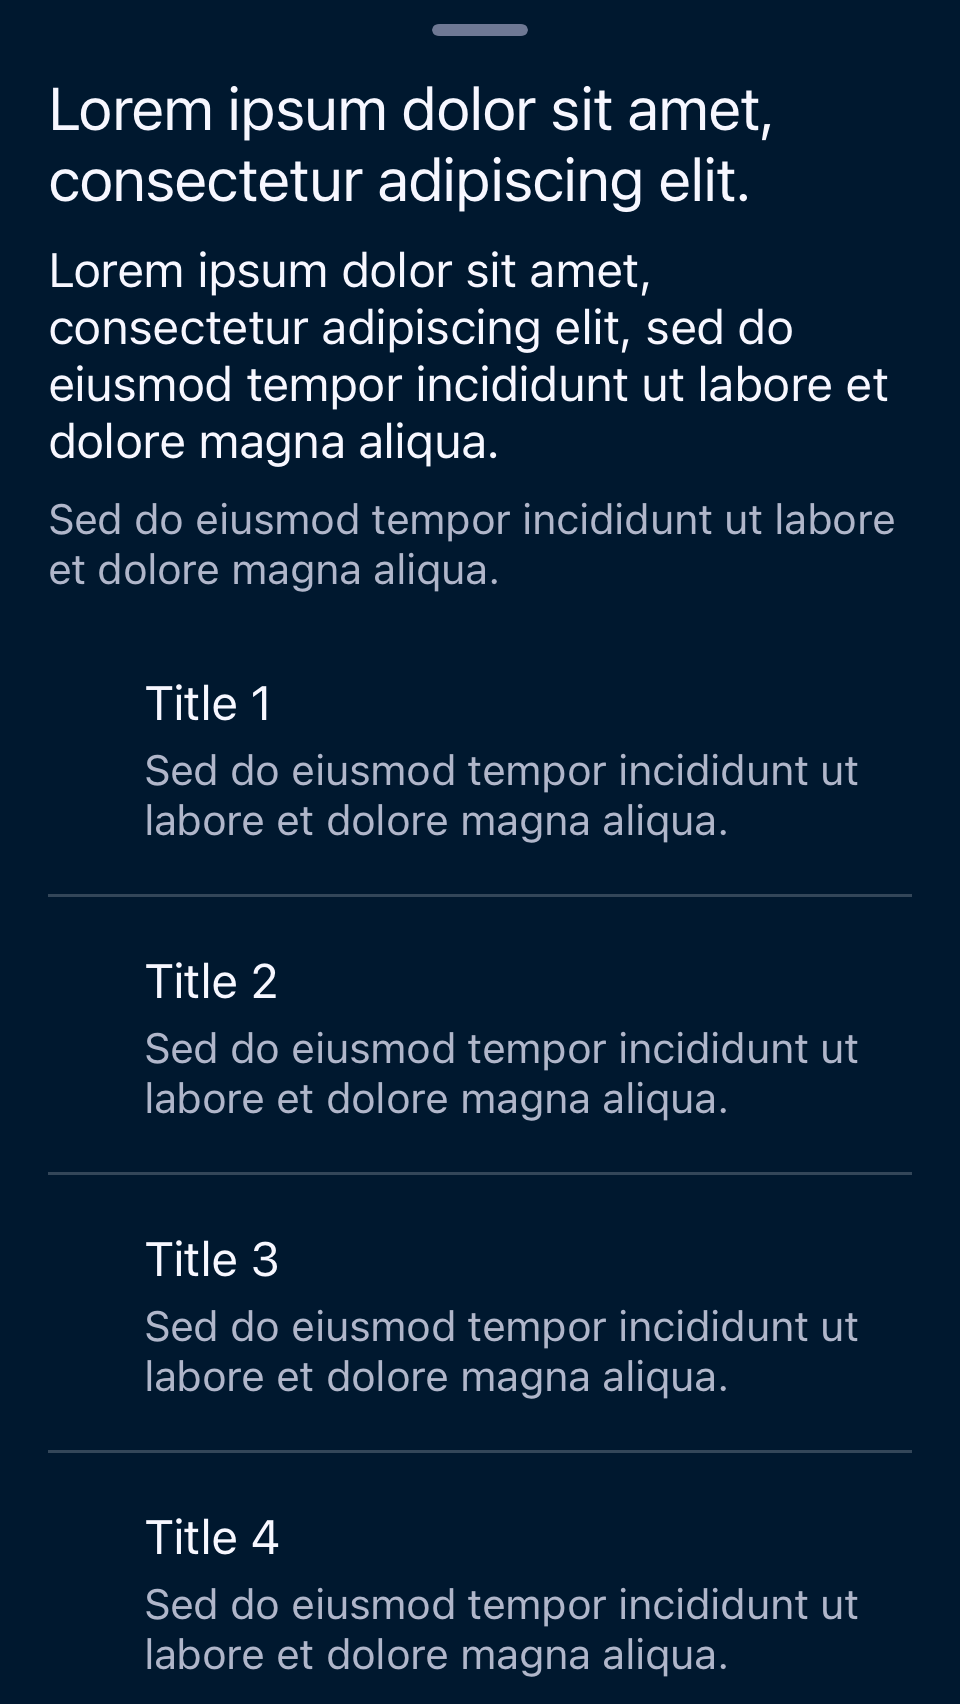 Lorem ipsum dolor sit amet,
consectetur adipiscing elit.
Lorem ipsum dolor sit amet,
consectetur adipiscing elit, sed do
eiusmod tempor incididunt ut labore et
dolore magna aliqua.
Sed do eiusmod tempor incididunt ut labore
et dolore magna aliqua.
Title 1
Sed do eiusmod tempor incididunt ut
labore et dolore magna aliqua.
Title 2
Sed do eiusmod tempor incididunt ut
labore et dolore magna aliqua.
Title 3
Sed do eiusmod tempor incididunt ut
labore et dolore magna aliqua.
Title 4
Sed do eiusmod tempor incididunt ut
labore et dolore magna aliqua.